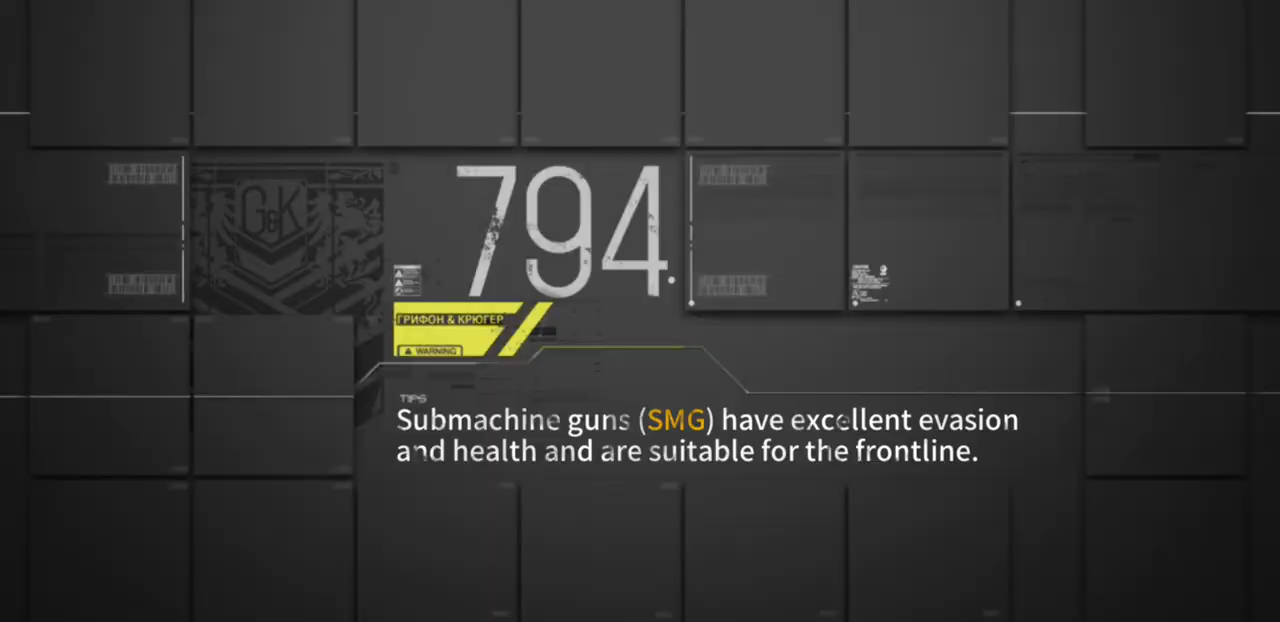 G&K
794.
ГРИФОН & КРЮГЕР
WARNING
TIPS
Submachine guns (SMG) have excellent evasion
and health and are suitable for the frontline.